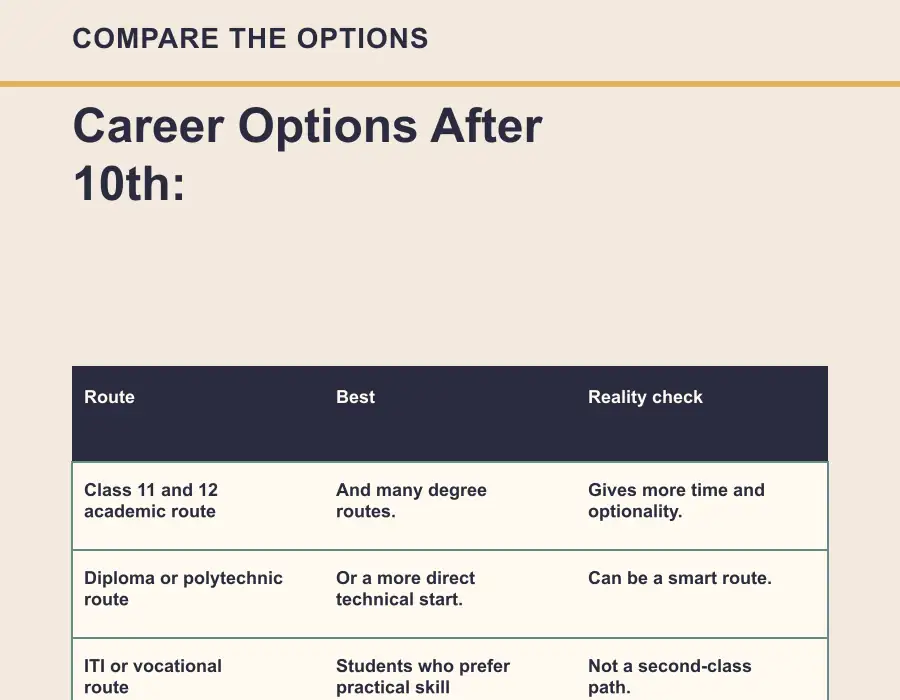 COMPARE THE OPTIONS
Career Options After
10th:
Route
Best
Reality check
Class 11 and 12
academic route
And many degree
routes.
Gives more time and
optionality.
Diploma or polytechnic
route
Or a more direct
technical start.
Can be a smart route.
ITI or vocational
route
Students who prefer
practical skill
Not a second-class
path.